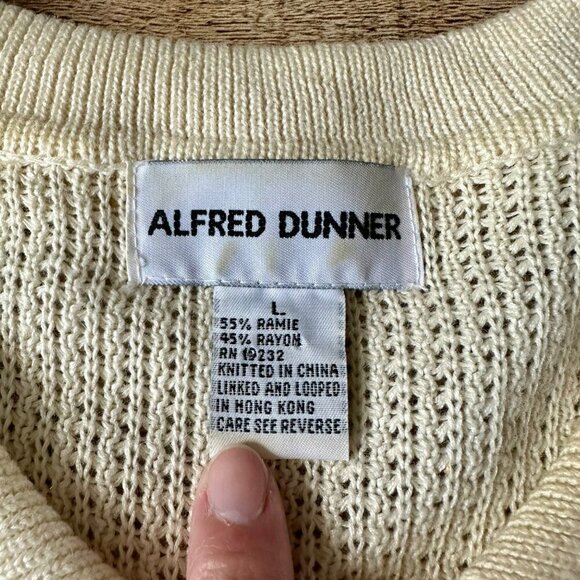 ALFRED DUNNER
L
55% RAMIE
45% RAYON
RN 19232
KNITTED IN CHINA
LINKED AND LOOPED
IN HONG KONG
CARE SEE REVERSE